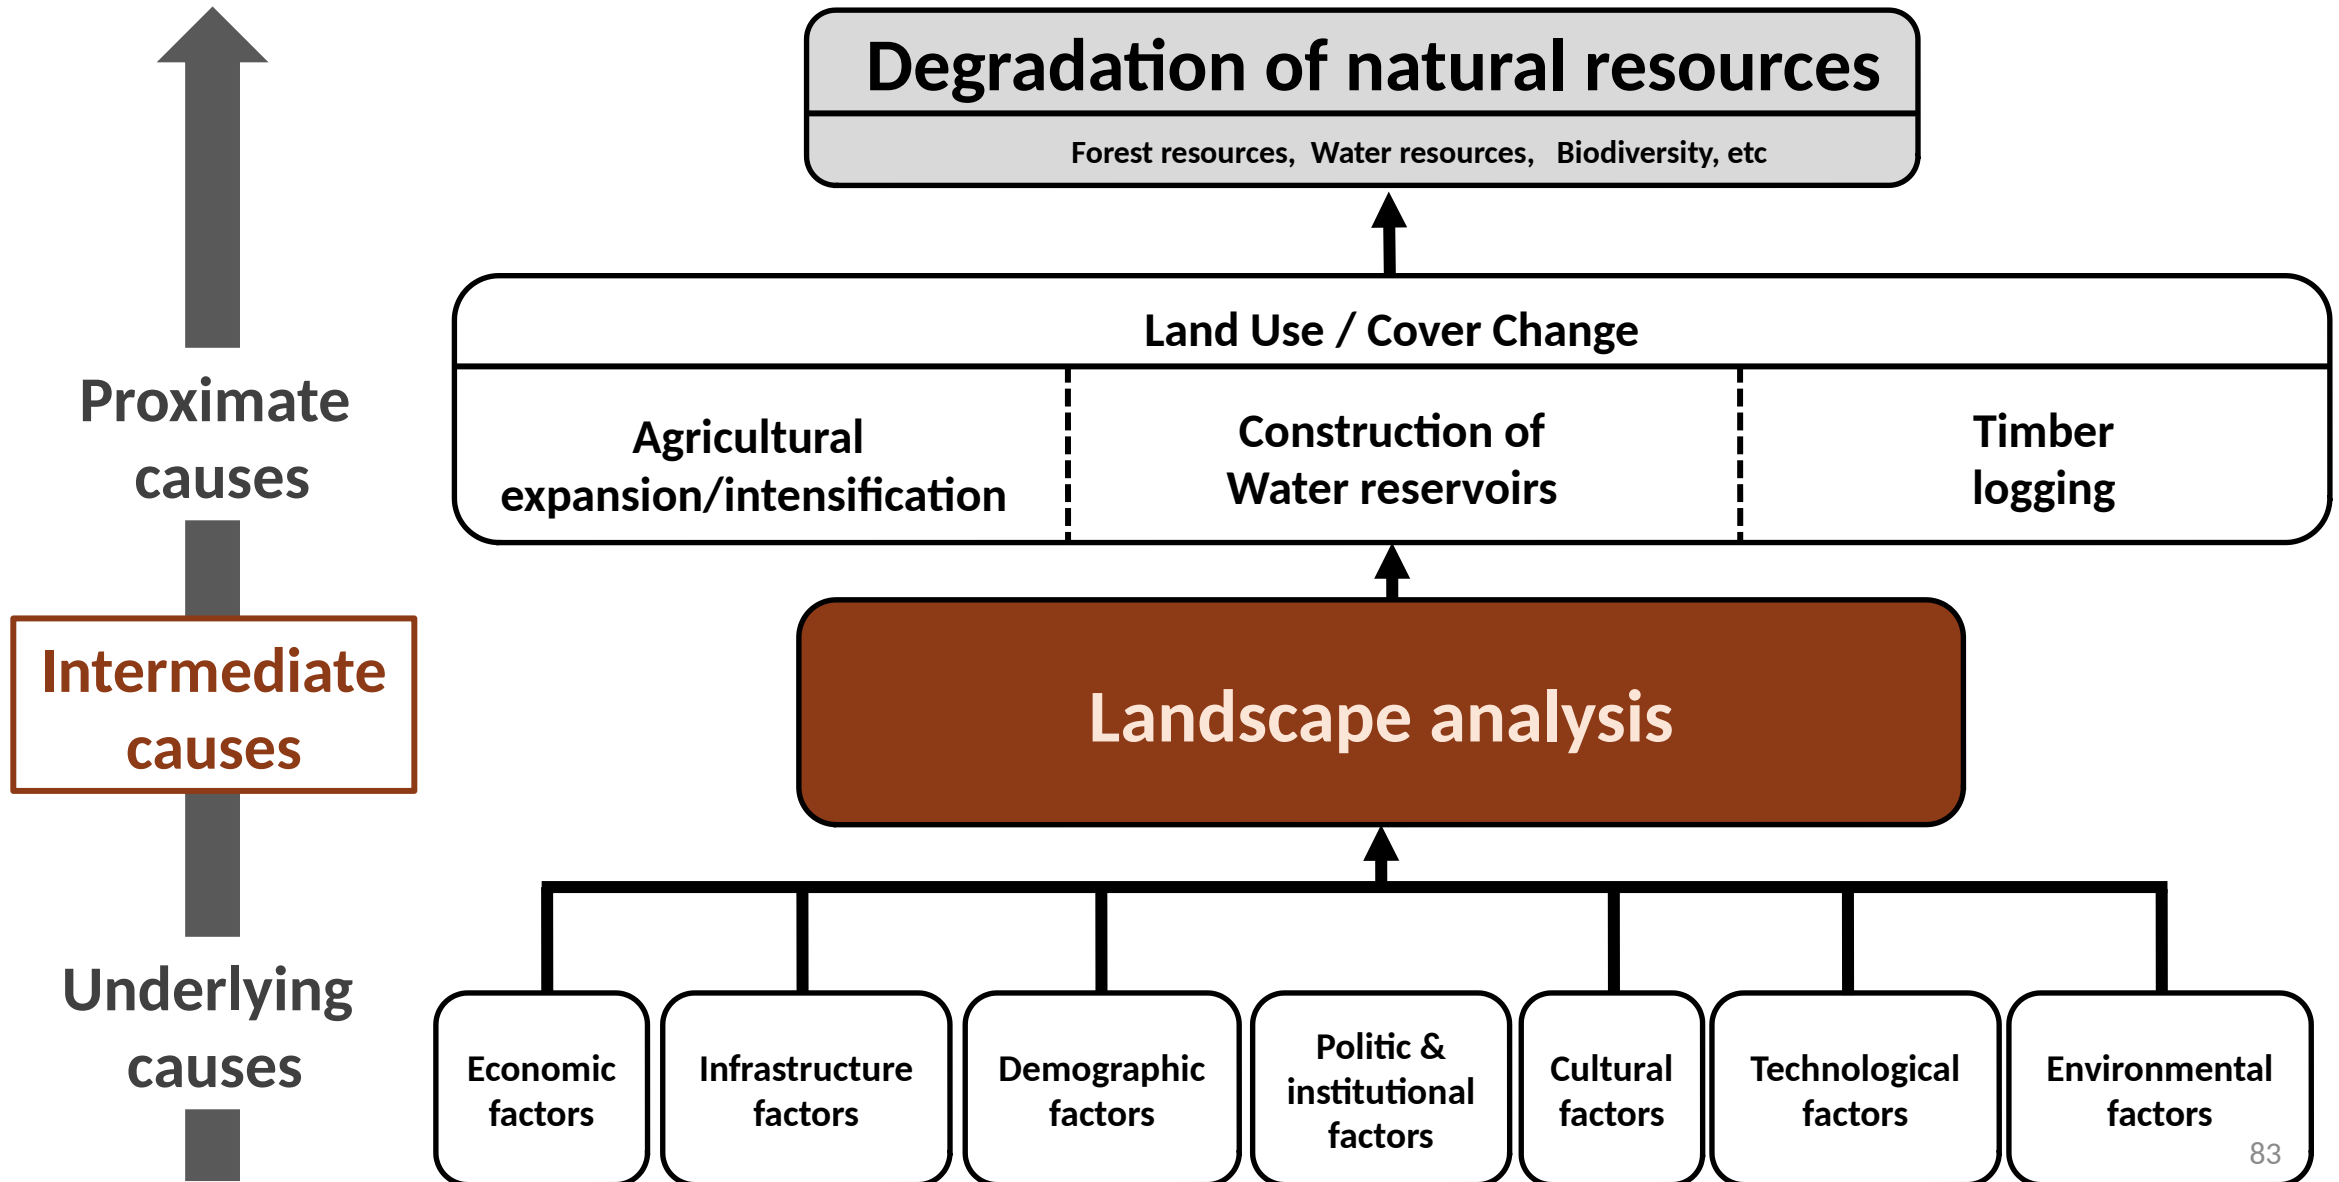 Degradation of natural resources
Forest resources, Water resources, Biodiversity, etc
Land Use / Cover Change
Proximate
causes
Agricultural
expansion/intensification
Construction of
Water reservoirs
Timber
logging
Intermediate
causes
Landscape analysis
Underlying
causes
Economic
factors
Infrastructure
factors
Demographic
factors
Politic &
institutional
factors
Cultural
factors
Technological
factors
Environmental
factors
83